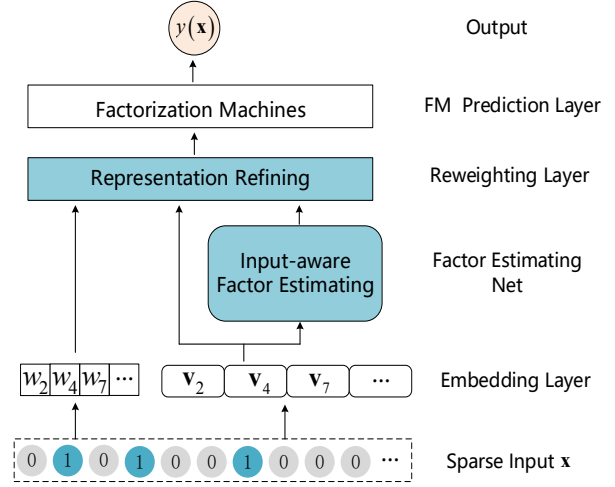 y(x) Output
Factorization Machines FM Prediction Layer
Representation Refining Reweighting Layer
Input-aware
Factor Estimating
Factor Estimating
Net
w₂ w₄ w₇ ··· v₂ v₄ v₇ ··· Embedding Layer
0 1 0 1 0 0 1 0 0 0 ··· Sparse Input x